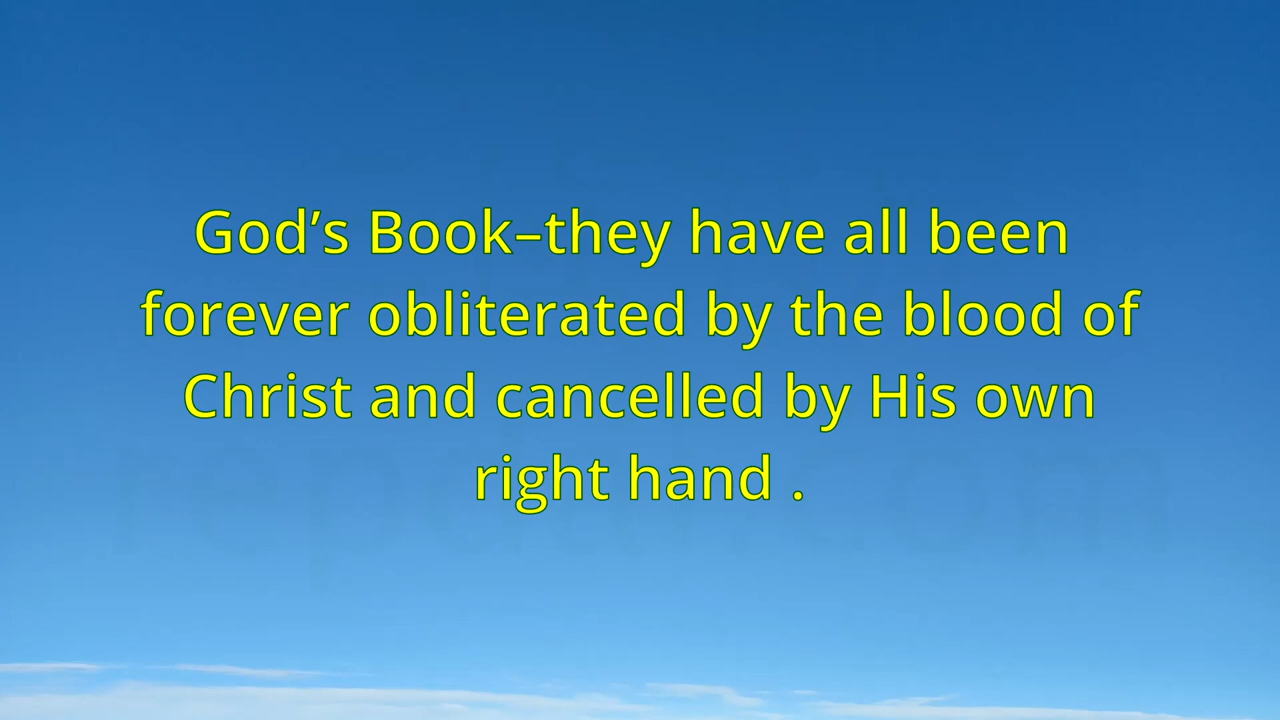 God’s Book–they have all been
forever obliterated by the blood of
Christ and cancelled by His own
right hand .